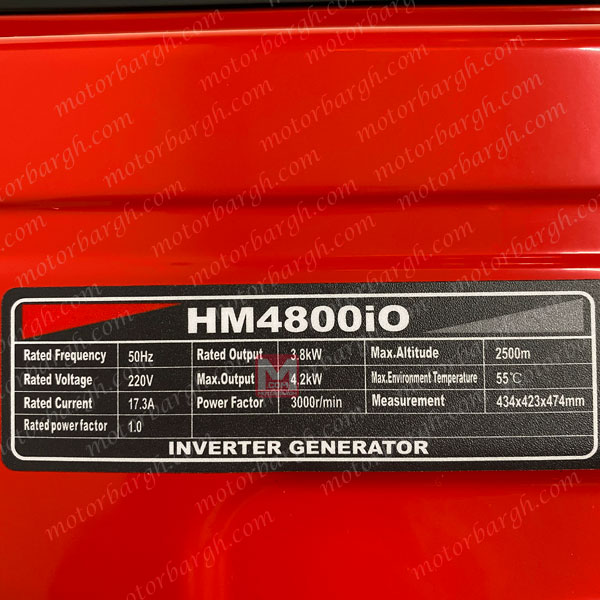 HM4800iO
Rated Frequency 50Hz Rated Output 3.8kW Max.Altitude 2500m
Rated Voltage 220V Max.Output 4.2kW Max.Environment Temperature 55℃
Rated Current 17.3A Power Factor 3000r/min Measurement 434x423x474mm
Rated power factor 1.0
INVERTER GENERATOR
motorbargh.com